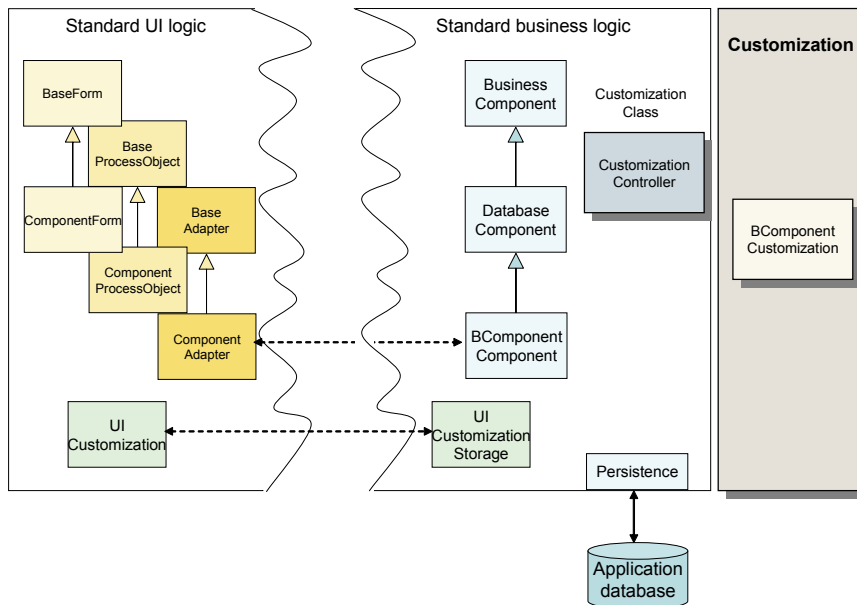 Standard UI logic
BaseForm
Base
ProcessObject
ComponentForm
Base
Adapter
Component
ProcessObject
Component
Adapter
UI
Customization
Standard business logic
Business
Component
Customization
Class
Customization
Controller
Database
Component
BComponent
Component
UI
Customization
Storage
Persistence
Application
database
Customization
BComponent
Customization